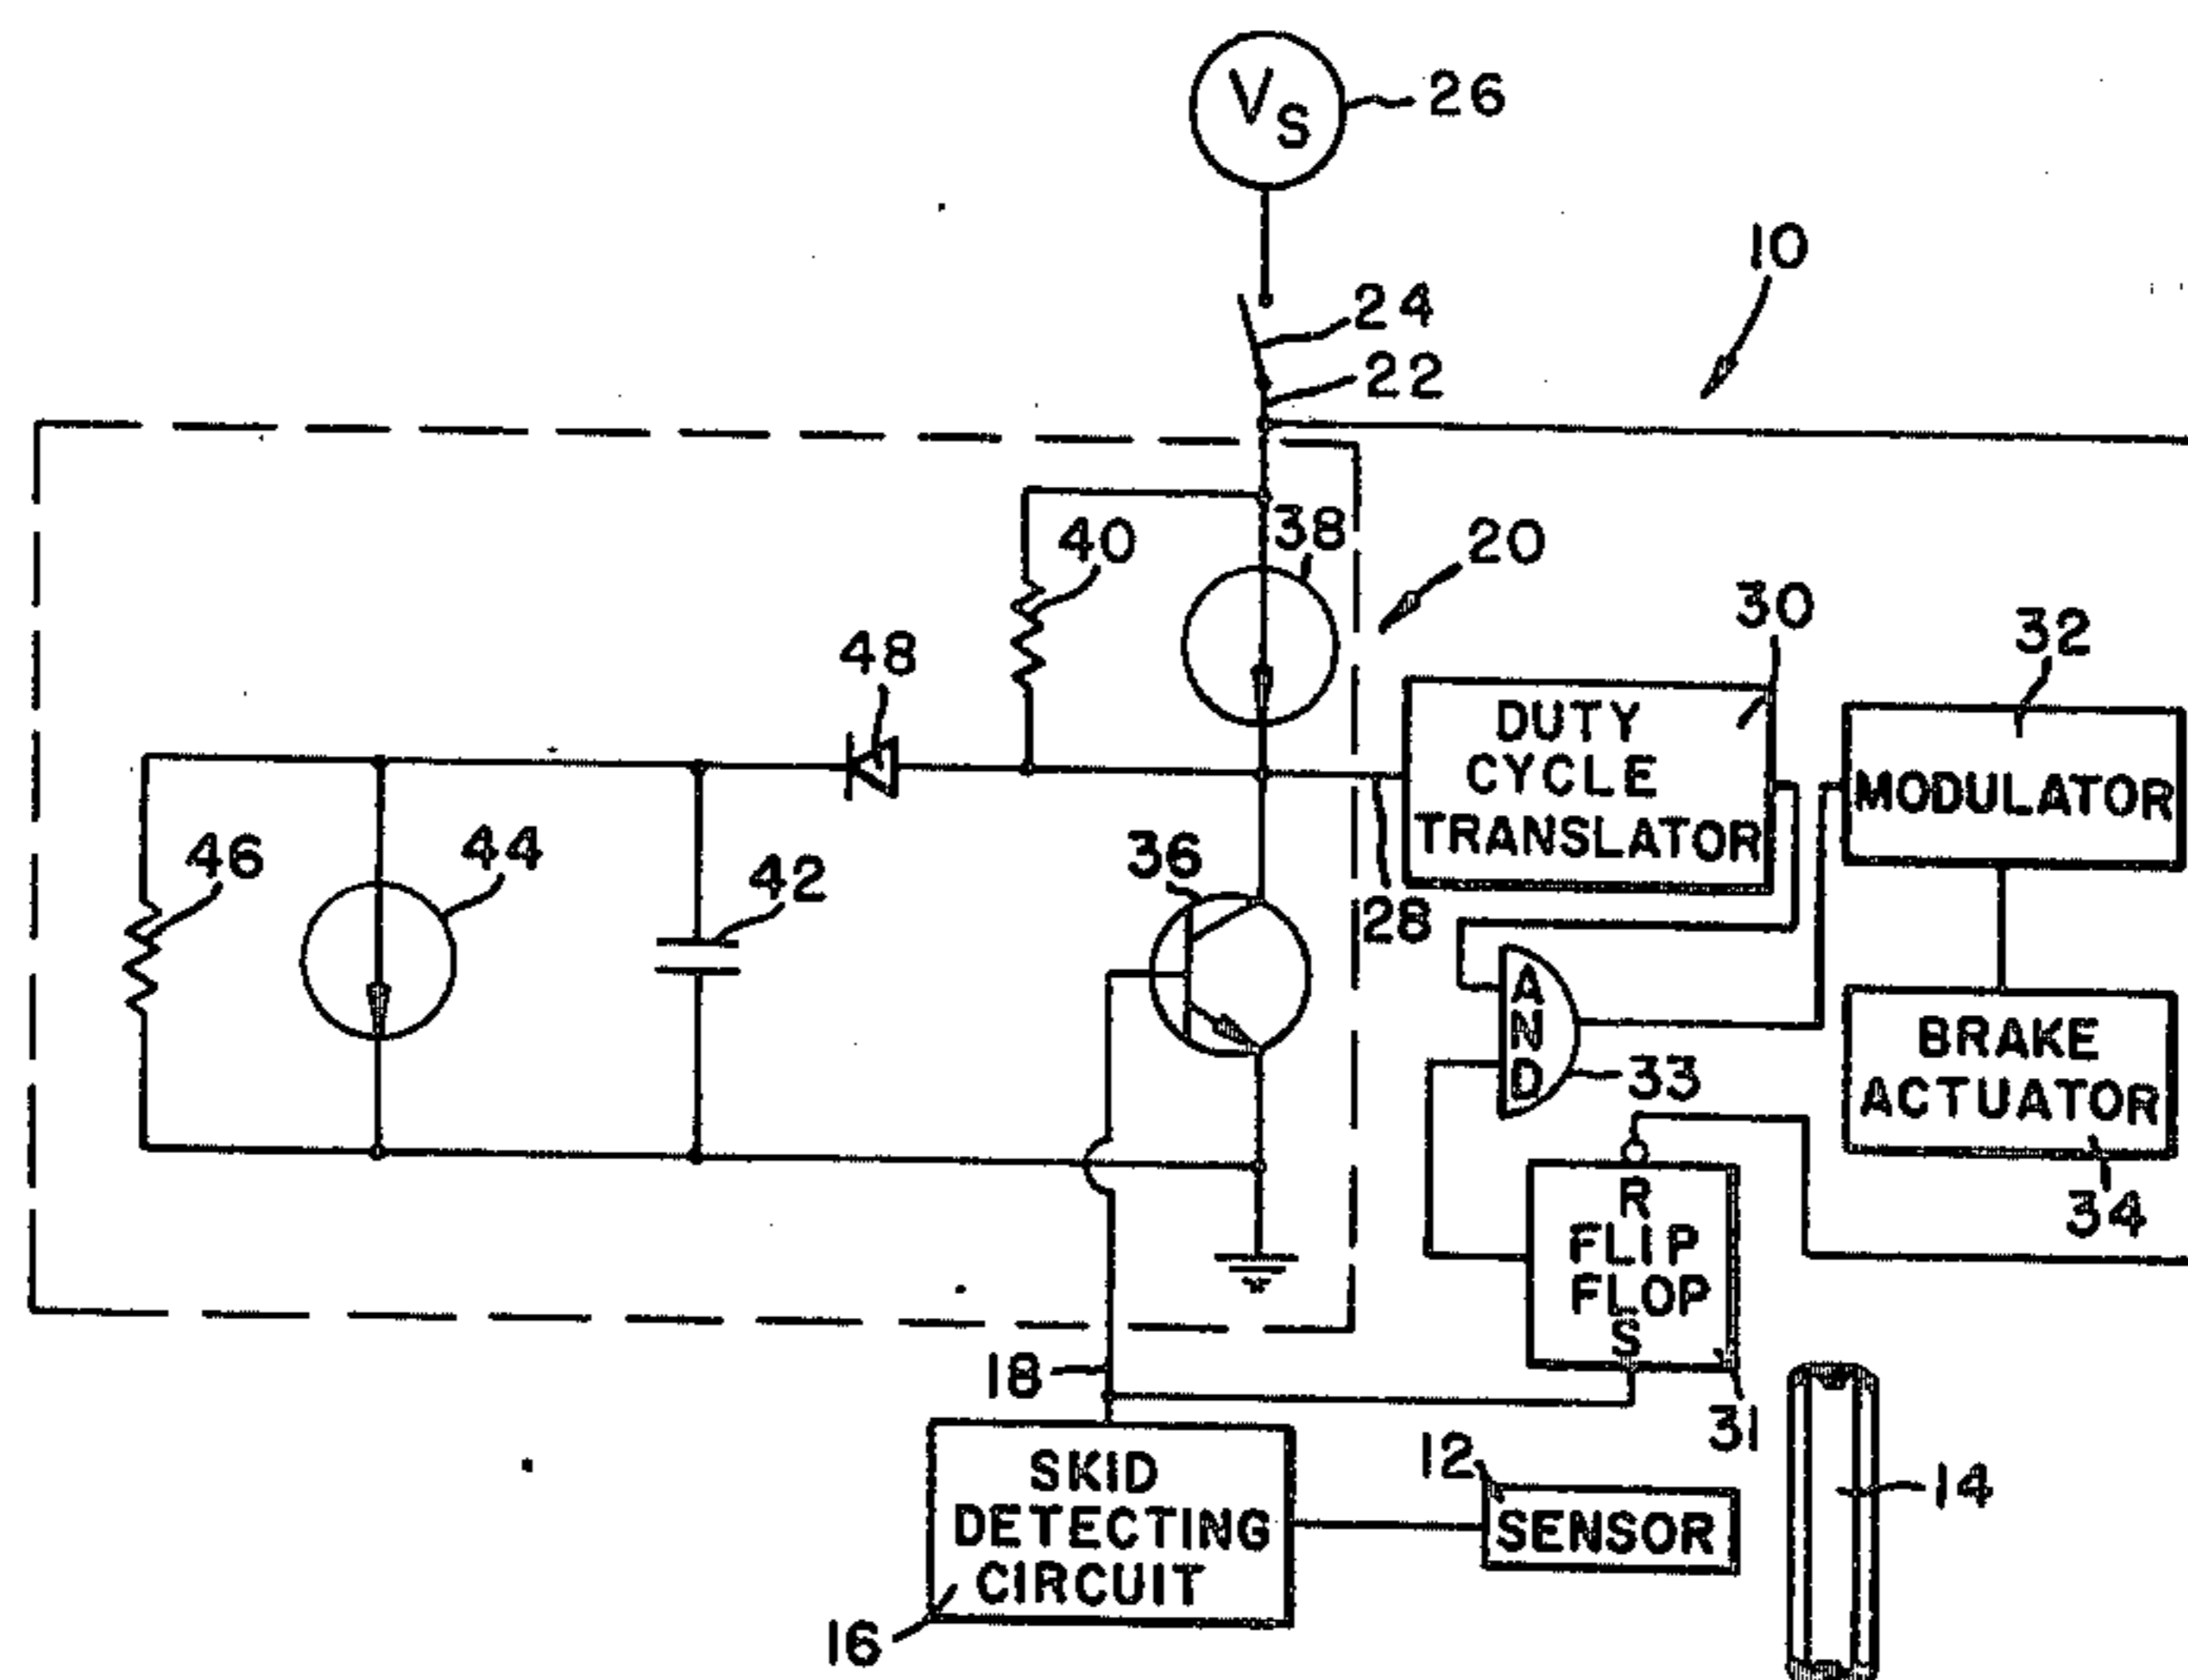 VS
26
10
24
22
38
40
20
30
48
32
DUTY
CYCLE
TRANSLATOR
MODULATOR
46
44
42
36
28
AND
BRAKE
ACTUATOR
33
34
R
FLIP
FLOP
S
18
31
12
14
SKID
DETECTING
CIRCUIT
SENSOR
16